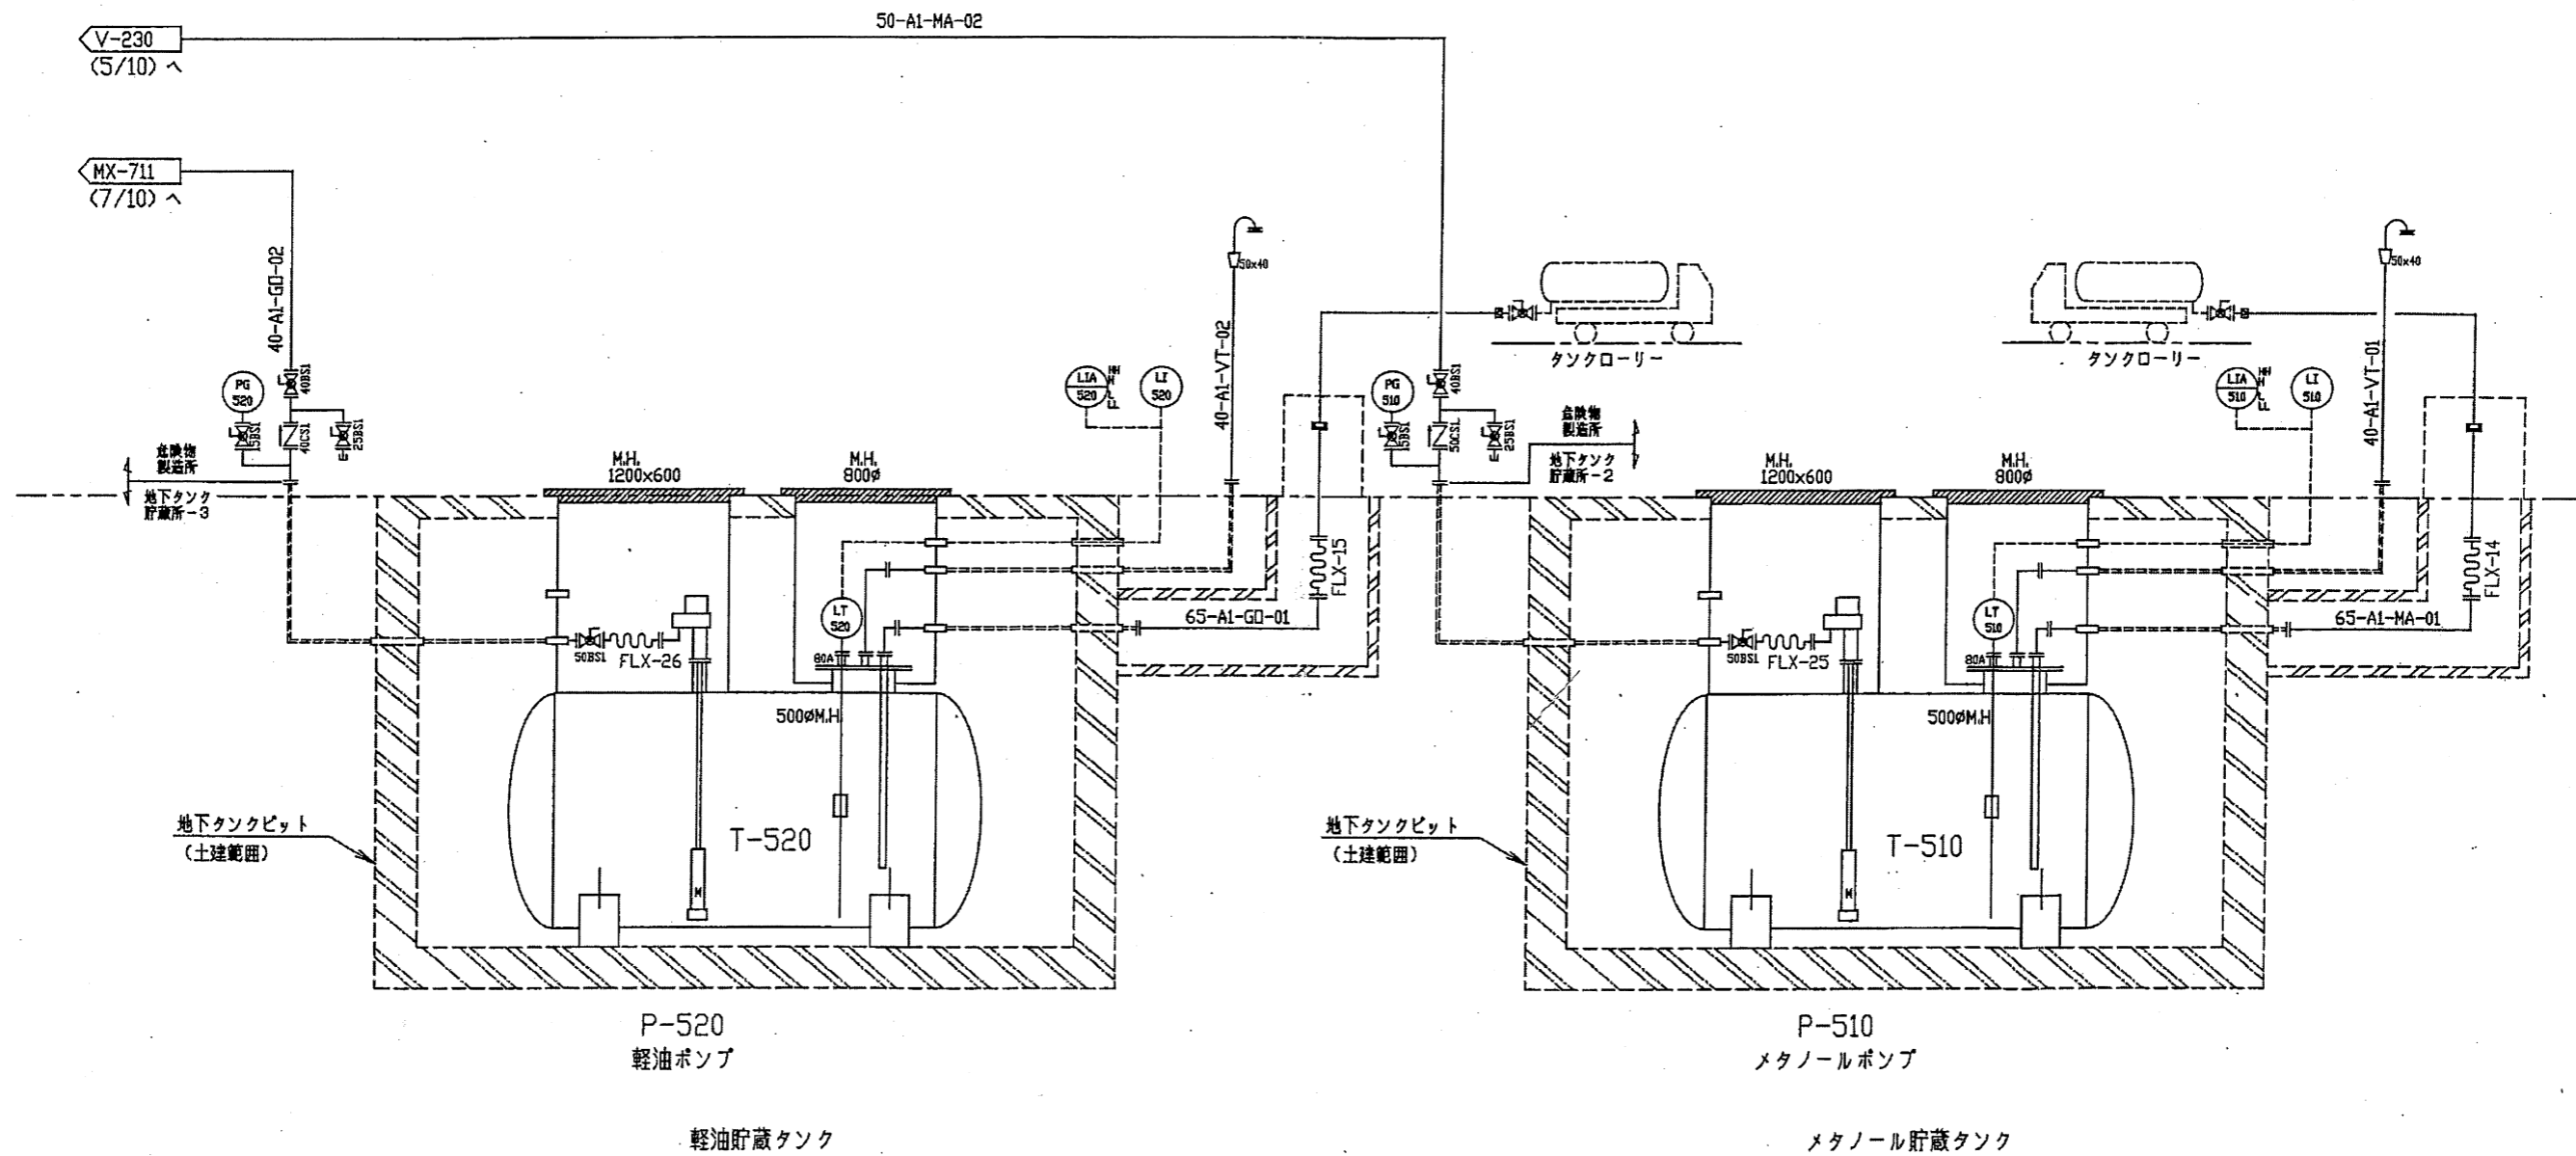 50-A1-MA-02
V-230
(5/10) へ
MX-711
(7/10) へ
40-A1-GO-02
40BS1
PG
520
15BS1
40CS1
25BS1
危険物
製造所
地下タンク
貯蔵所-3
M.H.
1200x600
M.H.
800φ
LIA
520
HH
H
L
LL
LI
520
40-A1-VT-02
50x40
タンクローリー
FLX-15
65-A1-GO-01
50BS1
FLX-26
LT
520
80A
500φM.H
T-520
M
地下タンクピット
(土建範囲)
P-520
軽油ポンプ
軽油貯蔵タンク
40BS1
PG
510
15BS1
50CS1
25BS1
危険物
製造所
地下タンク
貯蔵所-2
M.H.
1200x600
M.H.
800φ
タンクローリー
LIA
510
HH
H
L
LL
LI
510
40-A1-VT-01
50x40
FLX-14
65-A1-MA-01
50BS1
FLX-25
LT
510
80A
500φM.H
T-510
M
地下タンクピット
(土建範囲)
P-510
メタノールポンプ
メタノール貯蔵タンク